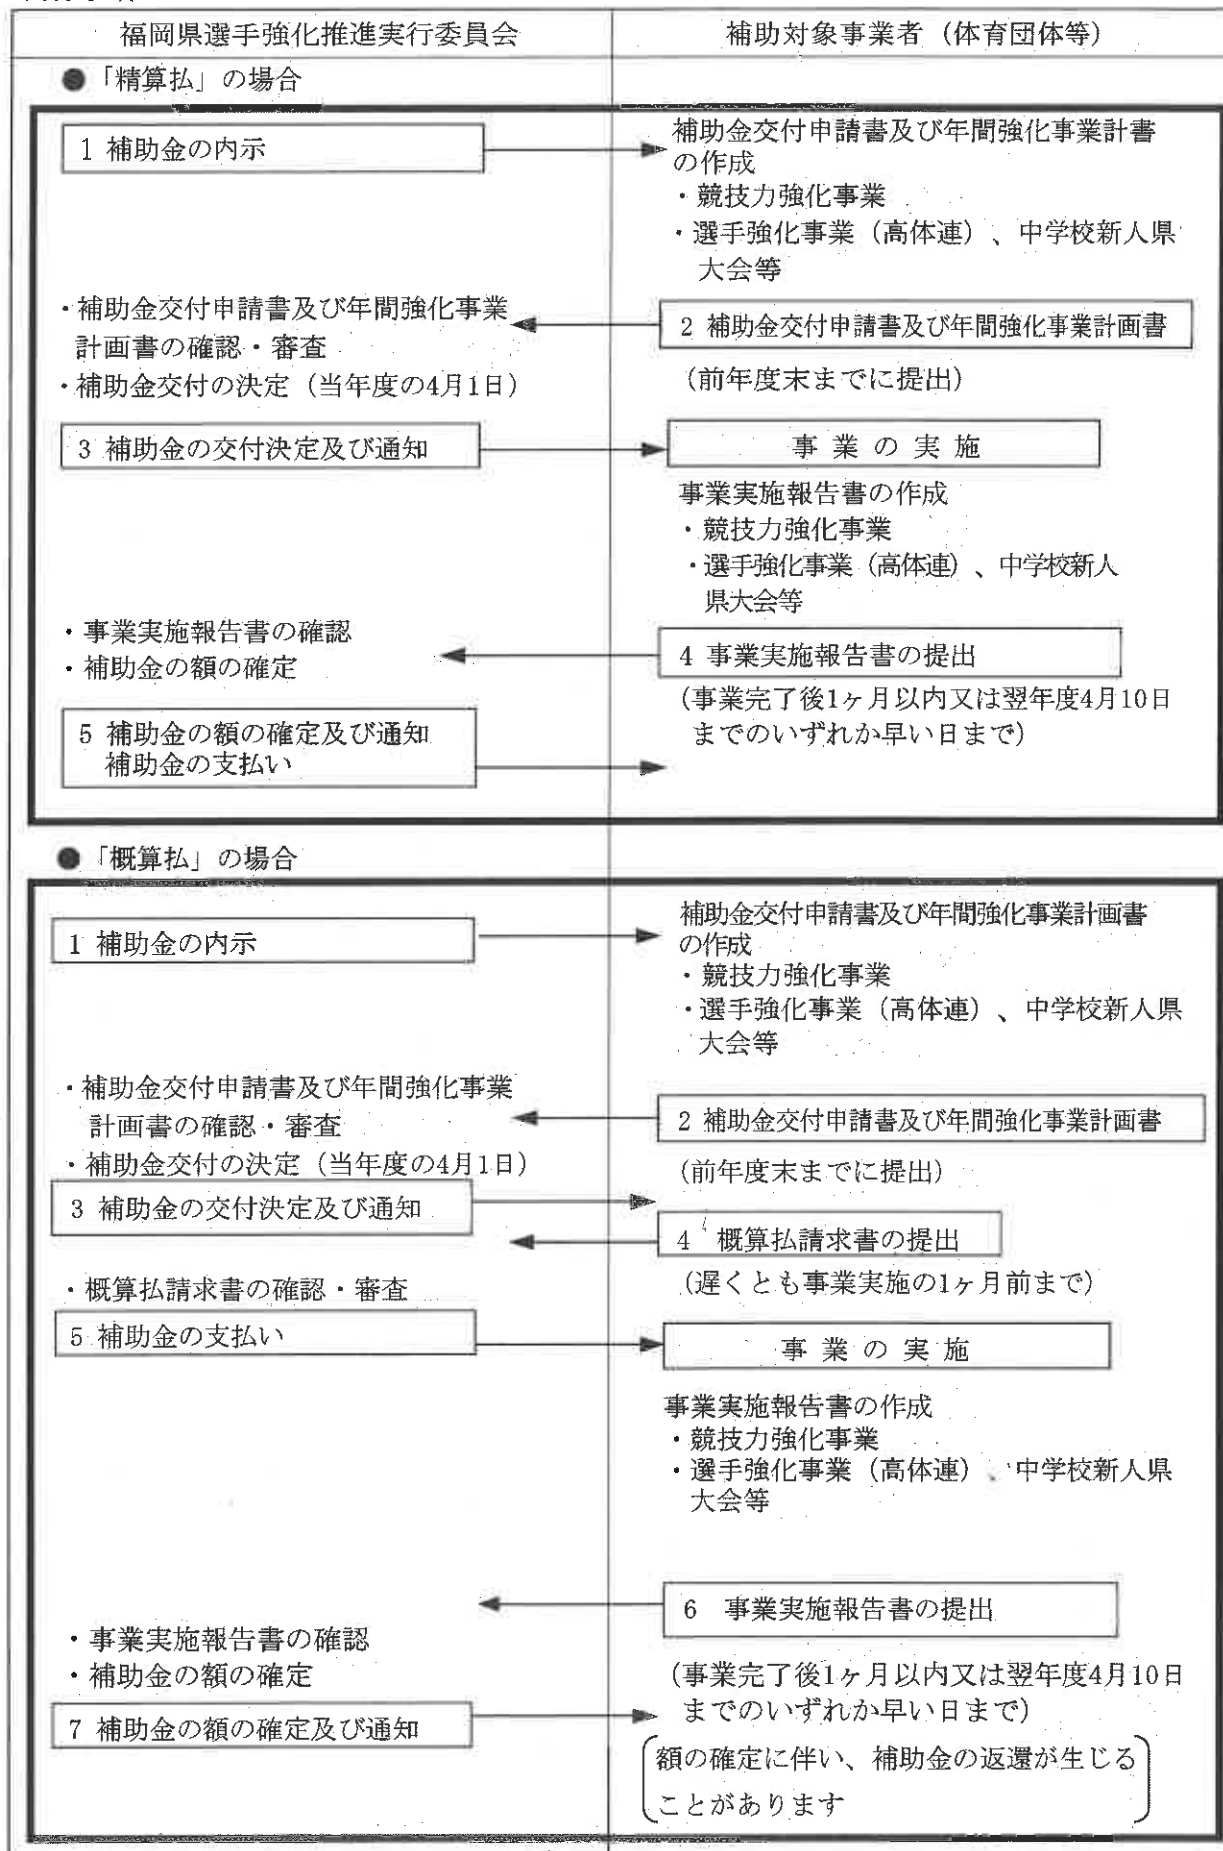 福岡県選手強化推進実行委員会
補助対象事業者（体育団体等）
●「精算払」の場合
1 補助金の内示
補助金交付申請書及び年間強化事業計書
の作成
・競技力強化事業
・選手強化事業（高体連）、中学校新人県
大会等
・補助金交付申請書及び年間強化事業
計画書の確認・審査
・補助金交付の決定（当年度の4月1日）
2 補助金交付申請書及び年間強化事業計画書
（前年度末までに提出）
3 補助金の交付決定及び通知
事業の実施
事業実施報告書の作成
・競技力強化事業
・選手強化事業（高体連）、中学校新人
県大会等
・事業実施報告書の確認
・補助金の額の確定
4 事業実施報告書の提出
（事業完了後1ヶ月以内又は翌年度4月10日
までのいずれか早い日まで）
5 補助金の額の確定及び通知
補助金の支払い
●「概算払」の場合
1 補助金の内示
補助金交付申請書及び年間強化事業計画書
の作成
・競技力強化事業
・選手強化事業（高体連）、中学校新人県
大会等
・補助金交付申請書及び年間強化事業
計画書の確認・審査
・補助金交付の決定（当年度の4月1日）
2 補助金交付申請書及び年間強化事業計画書
（前年度末までに提出）
3 補助金の交付決定及び通知
4 概算払請求書の提出
（遅くとも事業実施の1ヶ月前まで）
・概算払請求書の確認・審査
5 補助金の支払い
事業の実施
事業実施報告書の作成
・競技力強化事業
・選手強化事業（高体連）、中学校新人県
大会等
6 事業実施報告書の提出
・事業実施報告書の確認
・補助金の額の確定
（事業完了後1ヶ月以内又は翌年度4月10日
までのいずれか早い日まで）
7 補助金の額の確定及び通知
額の確定に伴い、補助金の返還が生じる
ことがあります